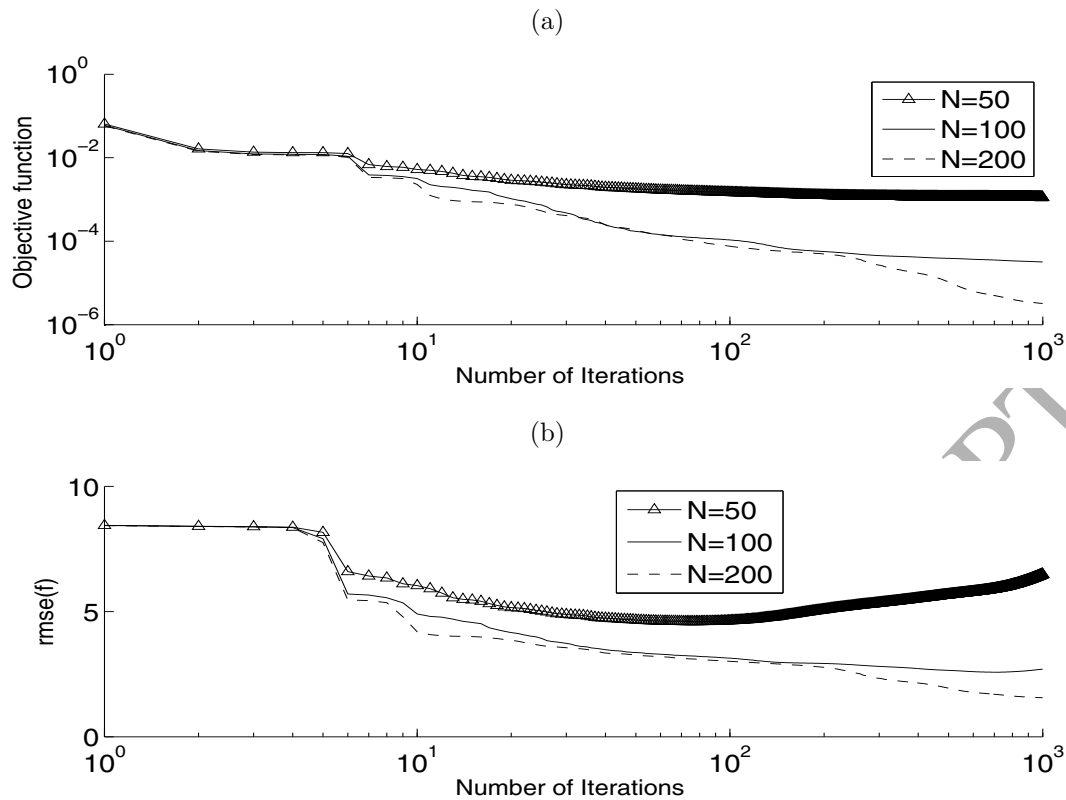 (a)
10^0
10^-2
10^-4
10^-6
Objective function
N=50
N=100
N=200
10^0
10^1
10^2
10^3
Number of Iterations
(b)
10
5
0
rmse(f)
N=50
N=100
N=200
10^0
10^1
10^2
10^3
Number of Iterations
PT